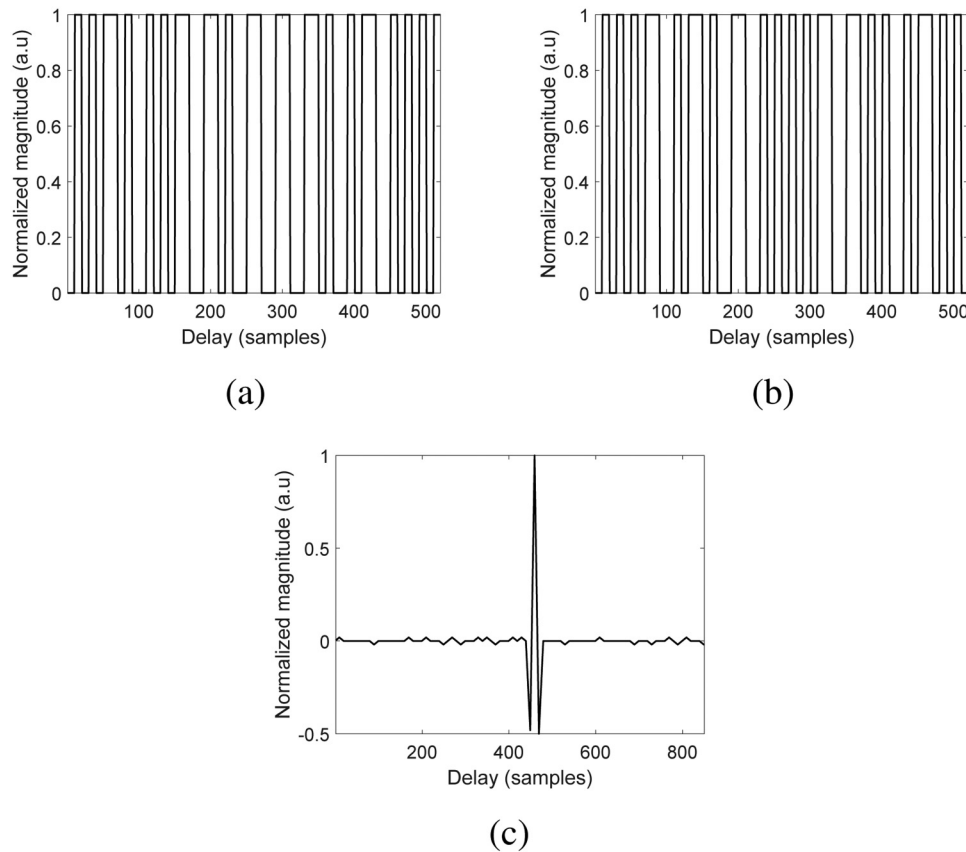 Normalized magnitude (a.u)
1
0.8
0.6
0.4
0.2
0
100 200 300 400 500
Delay (samples)
(a)
Normalized magnitude (a.u)
1
0.8
0.6
0.4
0.2
0
100 200 300 400 500
Delay (samples)
(b)
Normalized magnitude (a.u)
1
0.5
0
-0.5
200 400 600 800
Delay (samples)
(c)